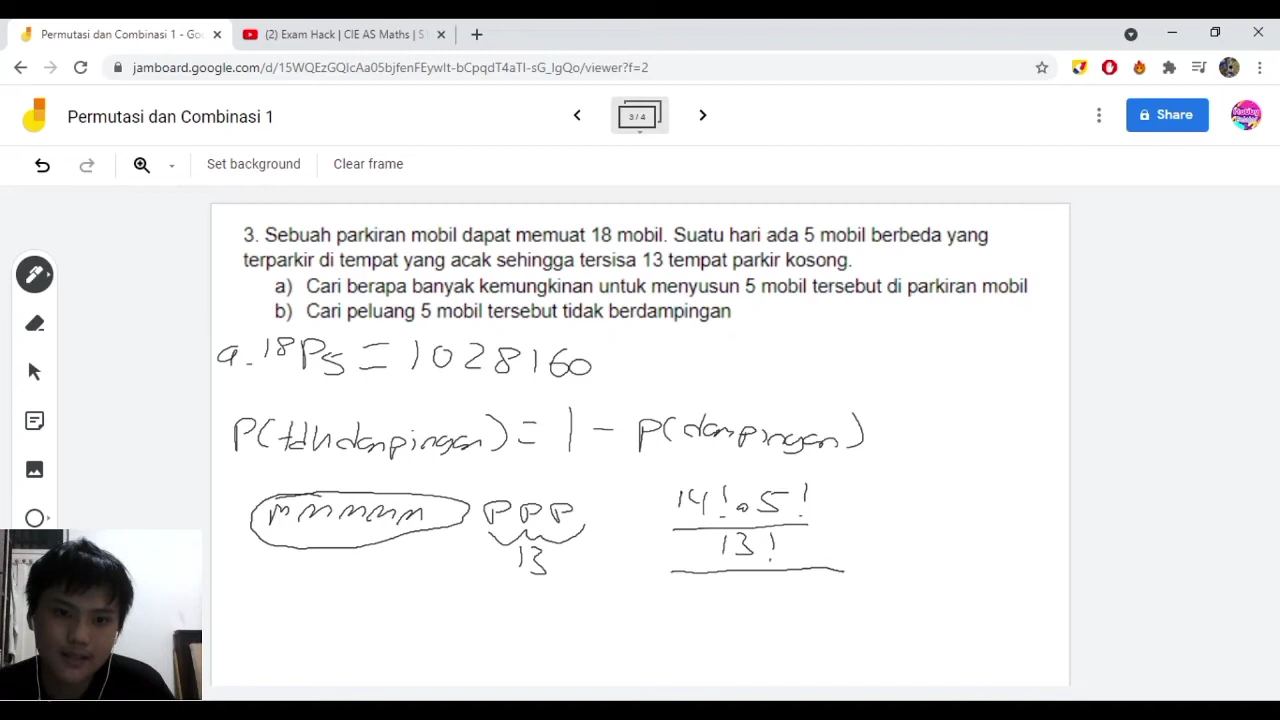 Permutasi dan Combinasi 1 - Goo
(2) Exam Hack | CIE AS Maths | S
jamboard.google.com/d/15WQEzGQIcAa05bjfenFEywIt-bCpqdT4aTI-sG_lgQo/viewer?f=2
Permutasi dan Combinasi 1
3 / 4
Share
Set background
Clear frame
3. Sebuah parkiran mobil dapat memuat 18 mobil. Suatu hari ada 5 mobil berbeda yang
terparkir di tempat yang acak sehingga tersisa 13 tempat parkir kosong.
a) Cari berapa banyak kemungkinan untuk menyusun 5 mobil tersebut di parkiran mobil
b) Cari peluang 5 mobil tersebut tidak berdampingan
a. ¹⁸P₅ = 1028160
P(tdk dampingan) = 1 - P(dampingan)
MMMMM PPP
13
14! . 5!
13!